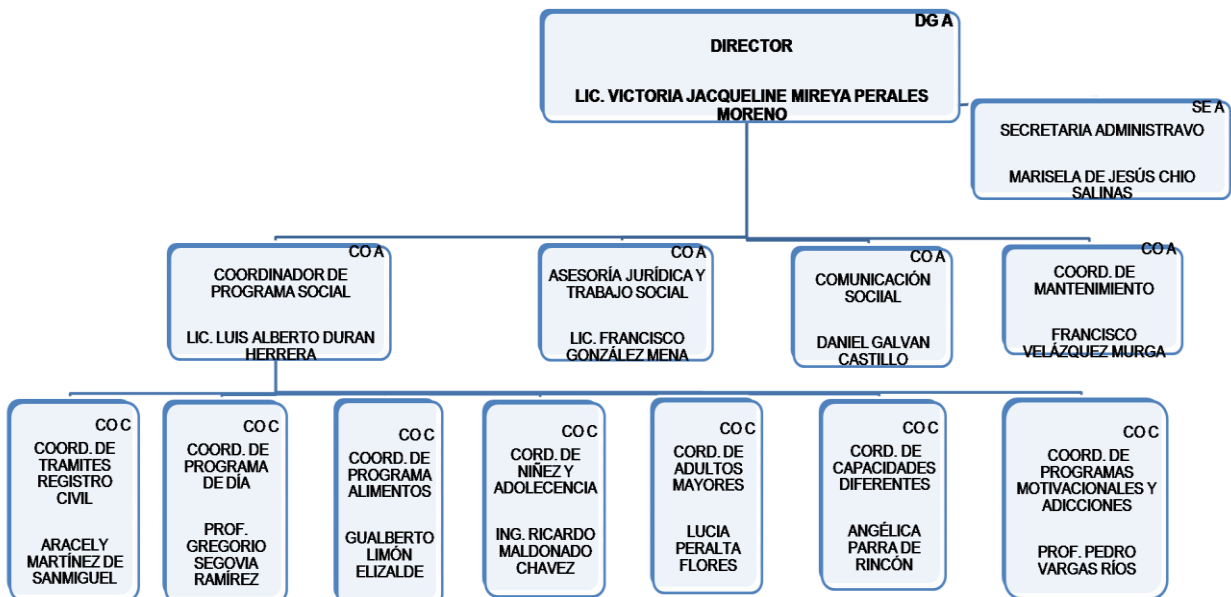 DG A
DIRECTOR
LIC. VICTORIA JACQUELINE MIREYA PERALES
MORENO
SE A
SECRETARIA ADMINISTRAVO
MARISELA DE JESÚS CHIO
SALINAS
CO A
COORDINADOR DE
PROGRAMA SOCIAL
LIC. LUIS ALBERTO DURAN
HERRERA
CO A
ASESORÍA JURÍDICA Y
TRABAJO SOCIAL
LIC. FRANCISCO
GONZÁLEZ MENA
CO A
COMUNICACIÓN
SOCIIAL
DANIEL GALVAN
CASTILLO
CO A
COORD. DE
MANTENIMIENTO
FRANCISCO
VELÁZQUEZ MURGA
CO C
COORD. DE
TRAMITES
REGISTRO
CIVIL
ARACELY
MARTÍNEZ DE
SANMIGUEL
CO C
COORD. DE
PROGRAMA
DE DÍA
PROF.
GREGORIO
SEGOVIA
RAMÍREZ
CO C
COORD. DE
PROGRAMA
ALIMENTOS
GUALBERTO
LIMÓN
ELIZALDE
CO C
CORD. DE
NIÑEZ Y
ADOLECENCIA
ING. RICARDO
MALDONADO
CHAVEZ
CO C
CORD. DE
ADULTOS
MAYORES
LUCIA
PERALTA
FLORES
CO C
CORD. DE
CAPACIDADES
DIFERENTES
ANGÉLICA
PARRA DE
RINCÓN
CO C
COORD. DE
PROGRAMAS
MOTIVACIONALES Y
ADICCIONES
PROF. PEDRO
VARGAS RÍOS